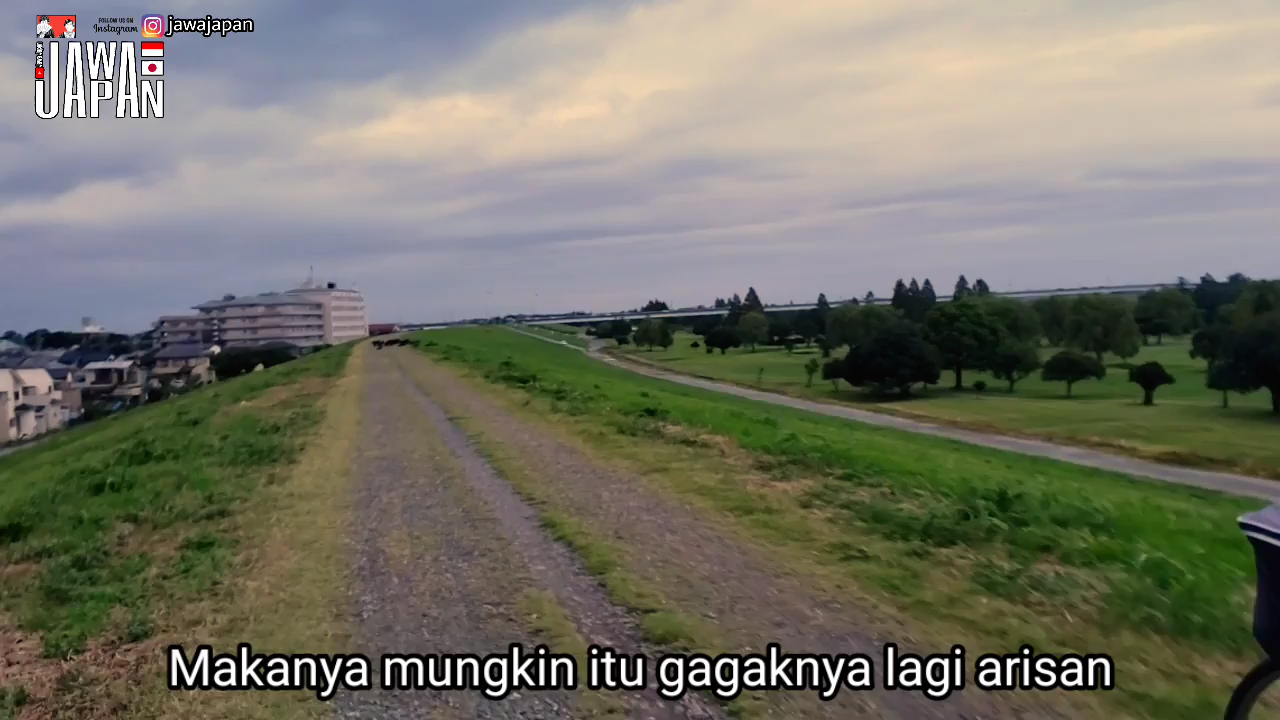 FOLLOW US ON
Instagram
jawajapan
JAWA
JAPAN
Makanya mungkin itu gagaknya lagi arisan